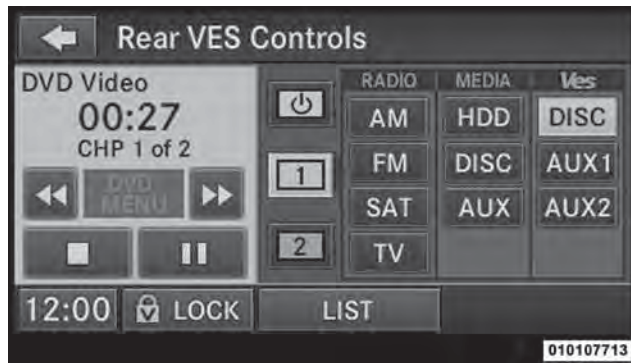 Rear VES Controls
DVD Video
00:27
CHP 1 of 2
DVD
MENU
1
2
RADIO
MEDIA
Ves
AM
HDD
DISC
FM
DISC
AUX1
SAT
AUX
AUX2
TV
12:00
LOCK
LIST
010107713